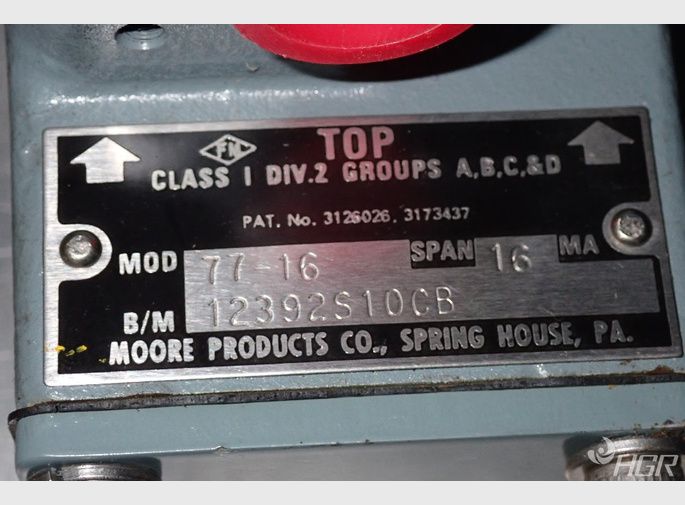 FM TOP
CLASS I DIV.2 GROUPS A,B,C,&D
PAT. No. 3126026, 3173437
MOD 77-16 SPAN 16 MA
B/M 12392S10CB
MOORE PRODUCTS CO., SPRING HOUSE, PA.
HGR